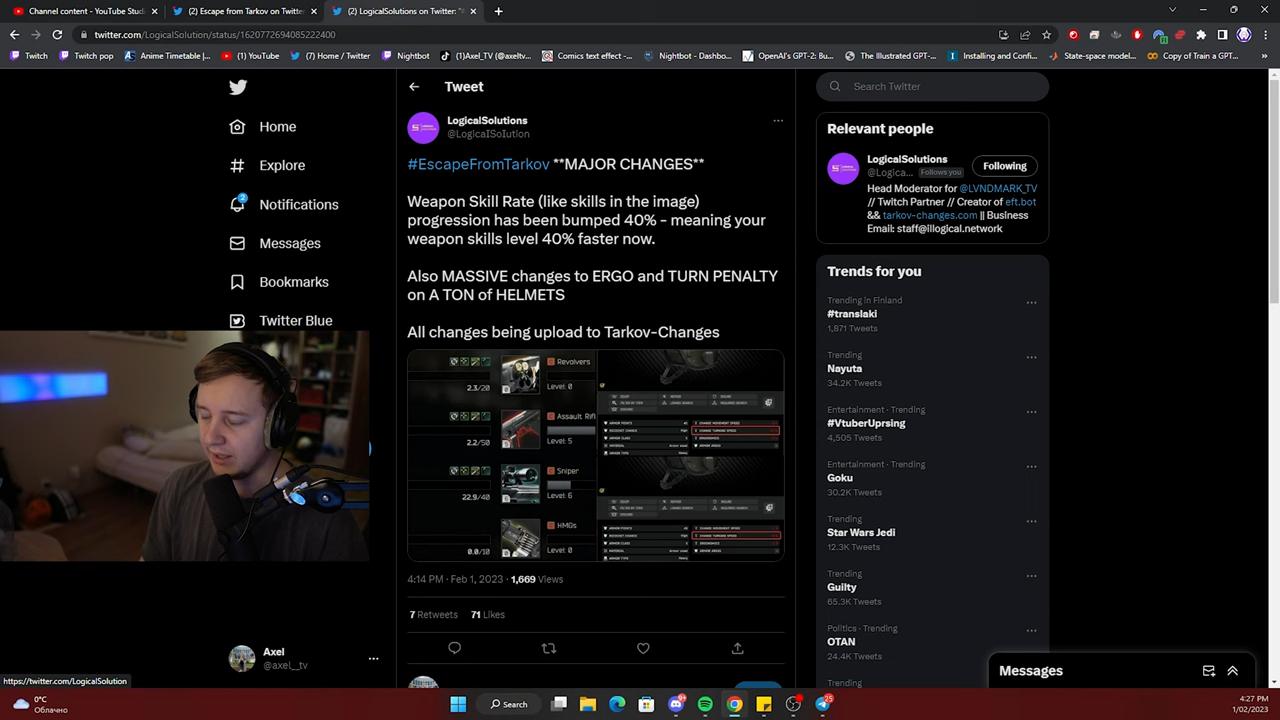 Channel content - YouTube Studi
(2) Escape from Tarkov on Twitter
(2) LogicalSolutions on Twitter: "#
twitter.com/LogicalSolution/status/1620772694085222400
Twitch
Twitch pop
Anime Timetable |...
(1) YouTube
(7) Home / Twitter
Nightbot
(1)Axel_TV (@axeltv...
Comics text effect -...
Nightbot - Dashbo...
OpenAI's GPT-2: Bu...
The Illustrated GPT-...
Installing and Confi...
State-space model...
Copy of Train a GPT...
Home
Explore
2
Notifications
Messages
Bookmarks
Twitter Blue
Axel
@axel__tv
Tweet
LogicalSolutions
@LogicalSolution
#EscapeFromTarkov **MAJOR CHANGES**
Weapon Skill Rate (like skills in the image)
progression has been bumped 40% - meaning your
weapon skills level 40% faster now.
Also MASSIVE changes to ERGO and TURN PENALTY
on A TON of HELMETS
All changes being upload to Tarkov-Changes
Revolvers
2.3/20
Level: 0
Assault Rifl
2.2/50
Level: 5
Sniper
22.9/40
Level: 6
HMGs
0.0/10
Level: 0
4:14 PM · Feb 1, 2023 · 1,669 Views
7 Retweets 71 Likes
Search Twitter
Relevant people
LogicalSolutions
@Logica... Follows you
Following
Head Moderator for @LVNDMARK_TV
// Twitch Partner // Creator of eft.bot
&& tarkov-changes.com || Business
Email: staff@illogical.network
Trends for you
Trending in Finland
#translaki
1,871 Tweets
Trending
Nayuta
34.2K Tweets
Entertainment · Trending
#VtuberUprsing
4,505 Tweets
Entertainment · Trending
Goku
30.2K Tweets
Trending
Star Wars Jedi
12.3K Tweets
Trending
Guilty
65.3K Tweets
Politics · Trending
OTAN
24.4K Tweets
Trending
Messages
https://twitter.com/LogicalSolution
0°C
Облачно
Search
25
4:27 PM
1/02/2023